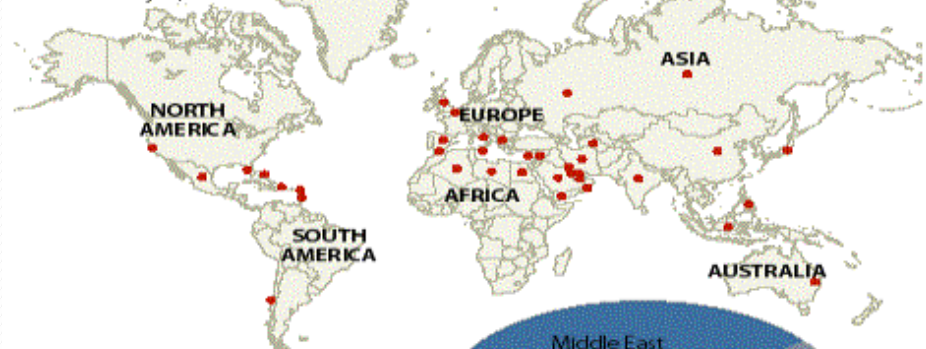 ASIA
NORTH
AMERICA
EUROPE
AFRICA
SOUTH
AMERICA
AUSTRALIA
Middle East